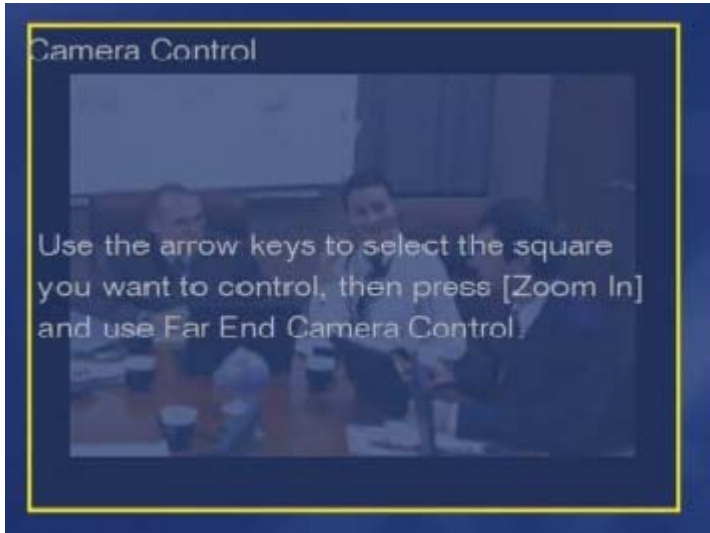 Camera Control
Use the arrow keys to select the square
you want to control, then press [Zoom In]
and use Far End Camera Control.